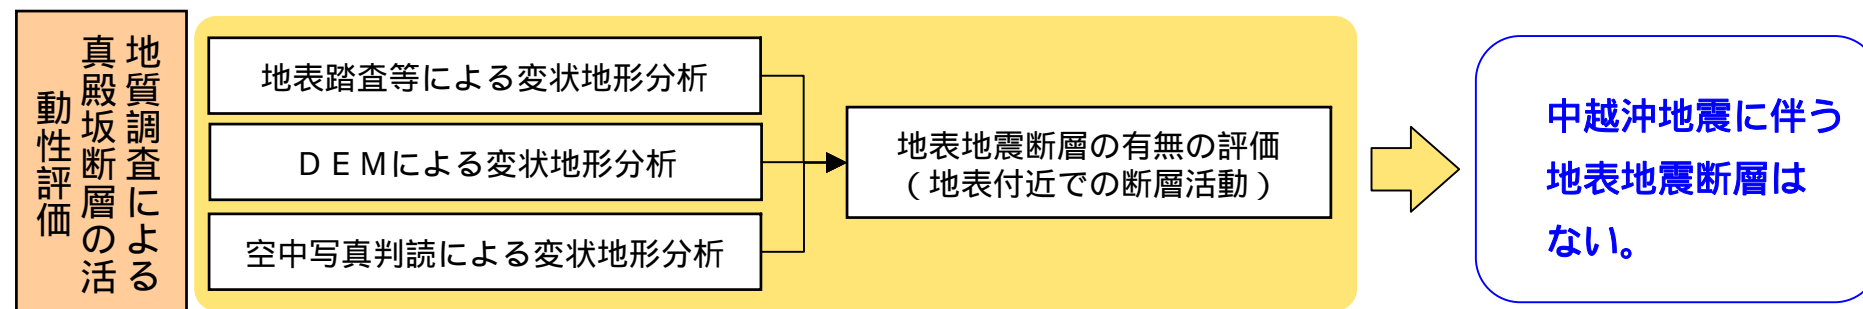 地質調査による
真殿坂断層の活
動性評価
地表踏査等による変状地形分析
ＤＥＭによる変状地形分析
空中写真判読による変状地形分析
地表地震断層の有無の評価
（地表付近での断層活動）
中越沖地震に伴う
地表地震断層は
ない。